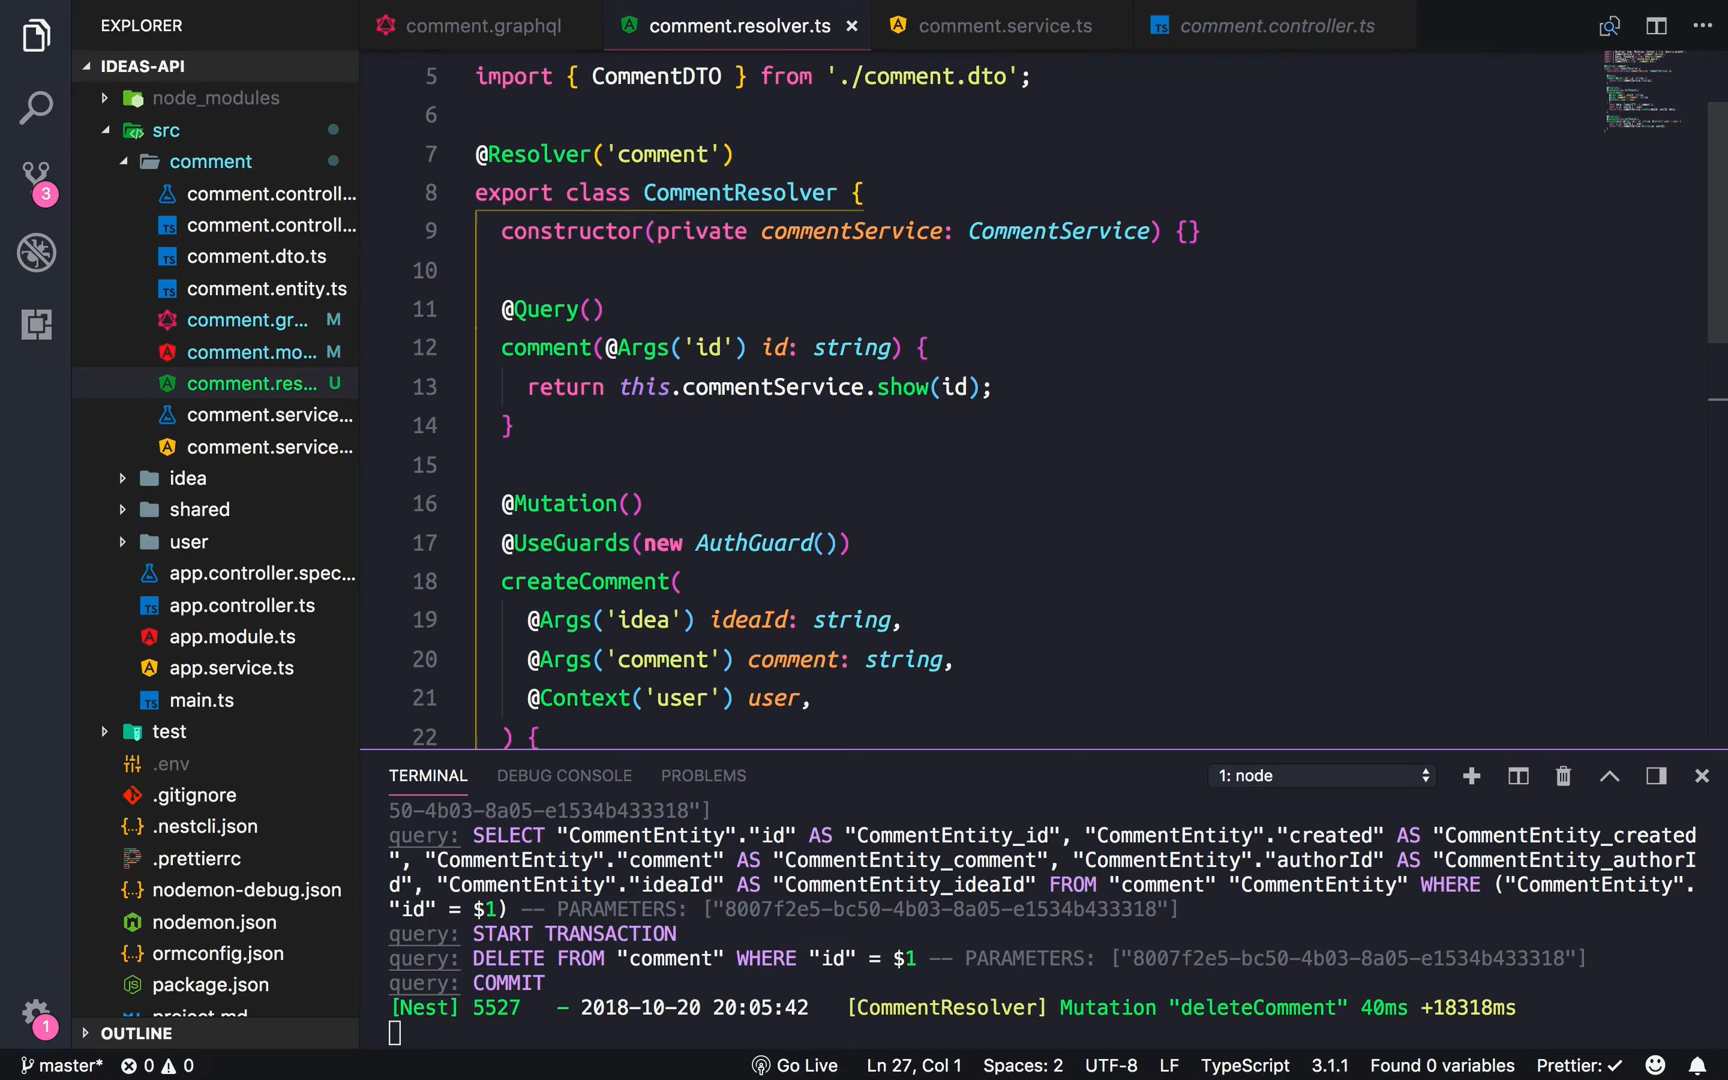 EXPLORER
comment.graphql
comment.resolver.ts
comment.service.ts
comment.controller.ts
IDEAS-API
node_modules
src
comment
comment.controll...
comment.controll...
comment.dto.ts
comment.entity.ts
comment.gr... M
comment.mo... M
comment.res... U
comment.service...
comment.service...
idea
shared
user
app.controller.spec...
app.controller.ts
app.module.ts
app.service.ts
main.ts
test
.env
.gitignore
.nestcli.json
.prettierrc
nodemon-debug.json
nodemon.json
ormconfig.json
package.json
project.md
OUTLINE
3
1
5 import { CommentDTO } from './comment.dto';
6
7 @Resolver('comment')
8 export class CommentResolver {
9 constructor(private commentService: CommentService) {}
10
11 @Query()
12 comment(@Args('id') id: string) {
13 return this.commentService.show(id);
14 }
15
16 @Mutation()
17 @UseGuards(new AuthGuard())
18 createComment(
19 @Args('idea') ideaId: string,
20 @Args('comment') comment: string,
21 @Context('user') user,
22 ) {
TERMINAL DEBUG CONSOLE PROBLEMS 1: node
50-4b03-8a05-e1534b433318"]
query: SELECT "CommentEntity"."id" AS "CommentEntity_id", "CommentEntity"."created" AS "CommentEntity_created
", "CommentEntity"."comment" AS "CommentEntity_comment", "CommentEntity"."authorId" AS "CommentEntity_authorI
d", "CommentEntity"."ideaId" AS "CommentEntity_ideaId" FROM "comment" "CommentEntity" WHERE ("CommentEntity".
"id" = $1) -- PARAMETERS: ["8007f2e5-bc50-4b03-8a05-e1534b433318"]
query: START TRANSACTION
query: DELETE FROM "comment" WHERE "id" = $1 -- PARAMETERS: ["8007f2e5-bc50-4b03-8a05-e1534b433318"]
query: COMMIT
[Nest] 5527 - 2018-10-20 20:05:42 [CommentResolver] Mutation "deleteComment" 40ms +18318ms
master* 0 0 Go Live Ln 27, Col 1 Spaces: 2 UTF-8 LF TypeScript 3.1.1 Found 0 variables Prettier: ✓